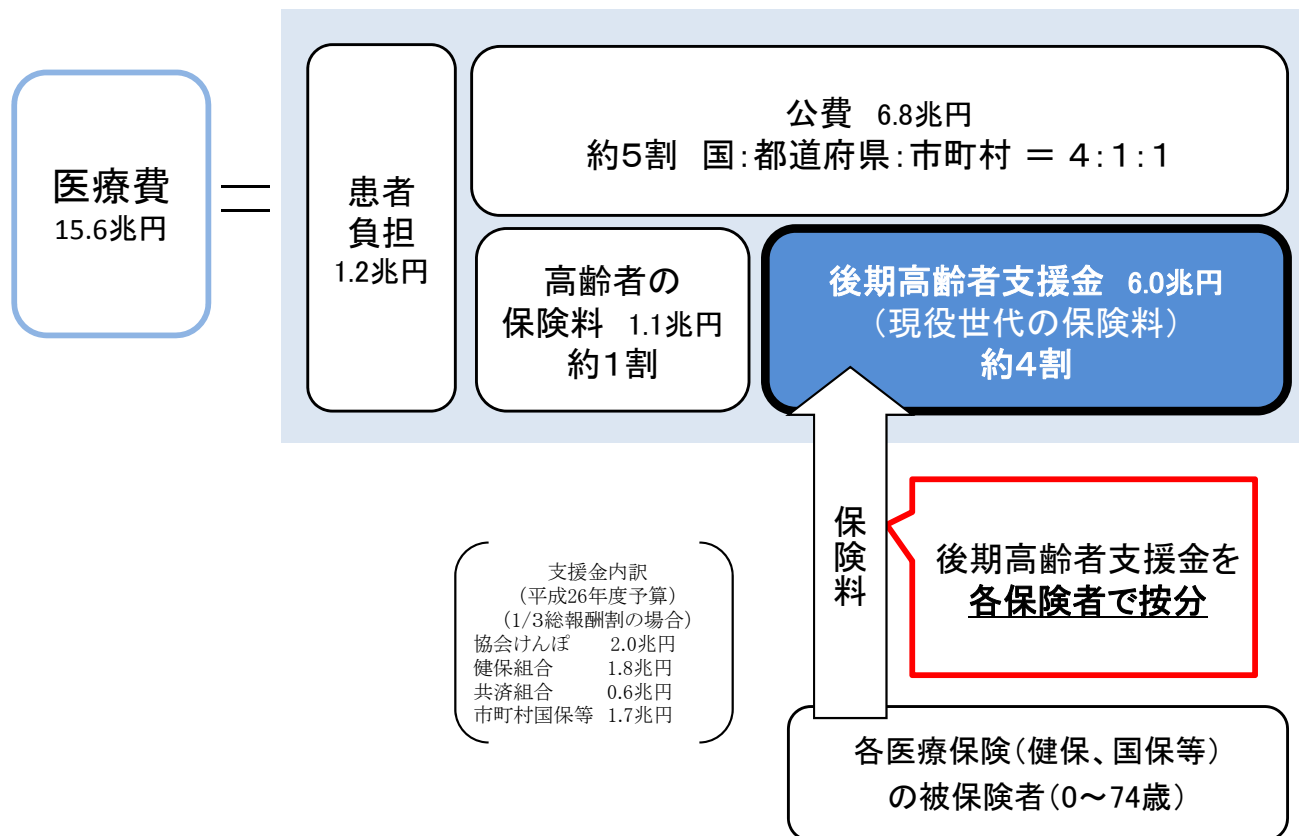 医療費
15.6兆円
＝
患者
負担
1.2兆円
公費 6.8兆円
約５割 国：都道府県：市町村 ＝ ４：１：１
高齢者の
保険料 1.1兆円
約１割
後期高齢者支援金 6.0兆円
（現役世代の保険料）
約４割
保険料
後期高齢者支援金を
各保険者で按分
支援金内訳
（平成26年度予算）
（1/3総報酬割の場合）
協会けんぽ 2.0兆円
健保組合 1.8兆円
共済組合 0.6兆円
市町村国保等 1.7兆円
各医療保険（健保、国保等）
の被保険者（0～74歳）